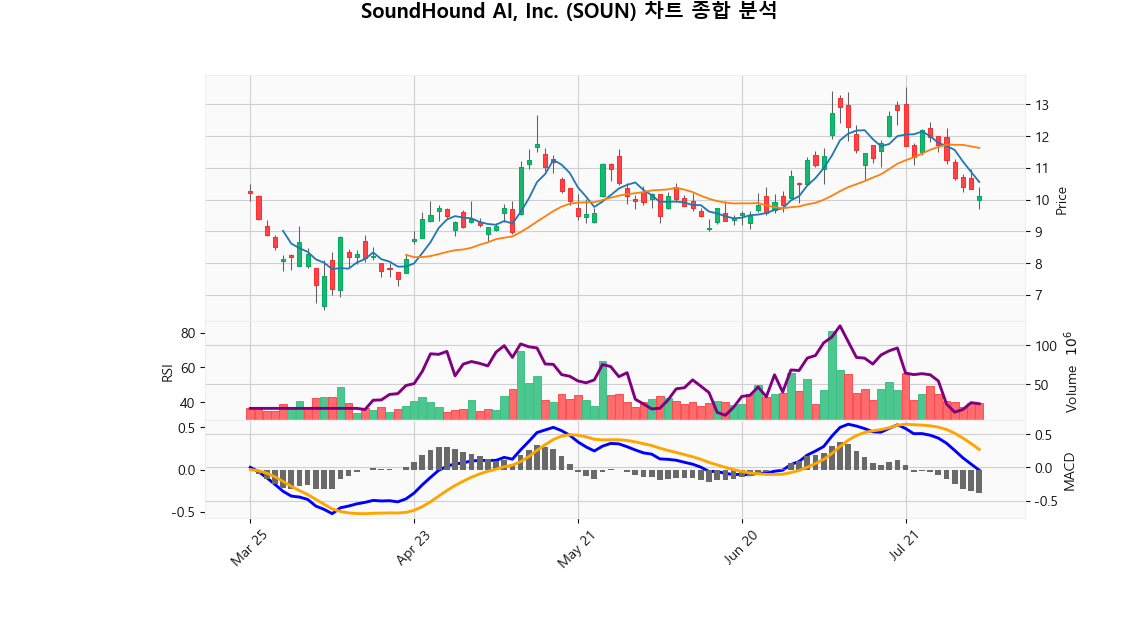 SoundHound AI, Inc. (SOUN) 차트 종합 분석
13
12
11
10
9
8
7
Price
80
60
40
RSI
100
50
Volume 10⁶
0.5
0.0
-0.5
0.5
0.0
-0.5
MACD
Mar 25
Apr 23
May 21
Jun 20
Jul 21